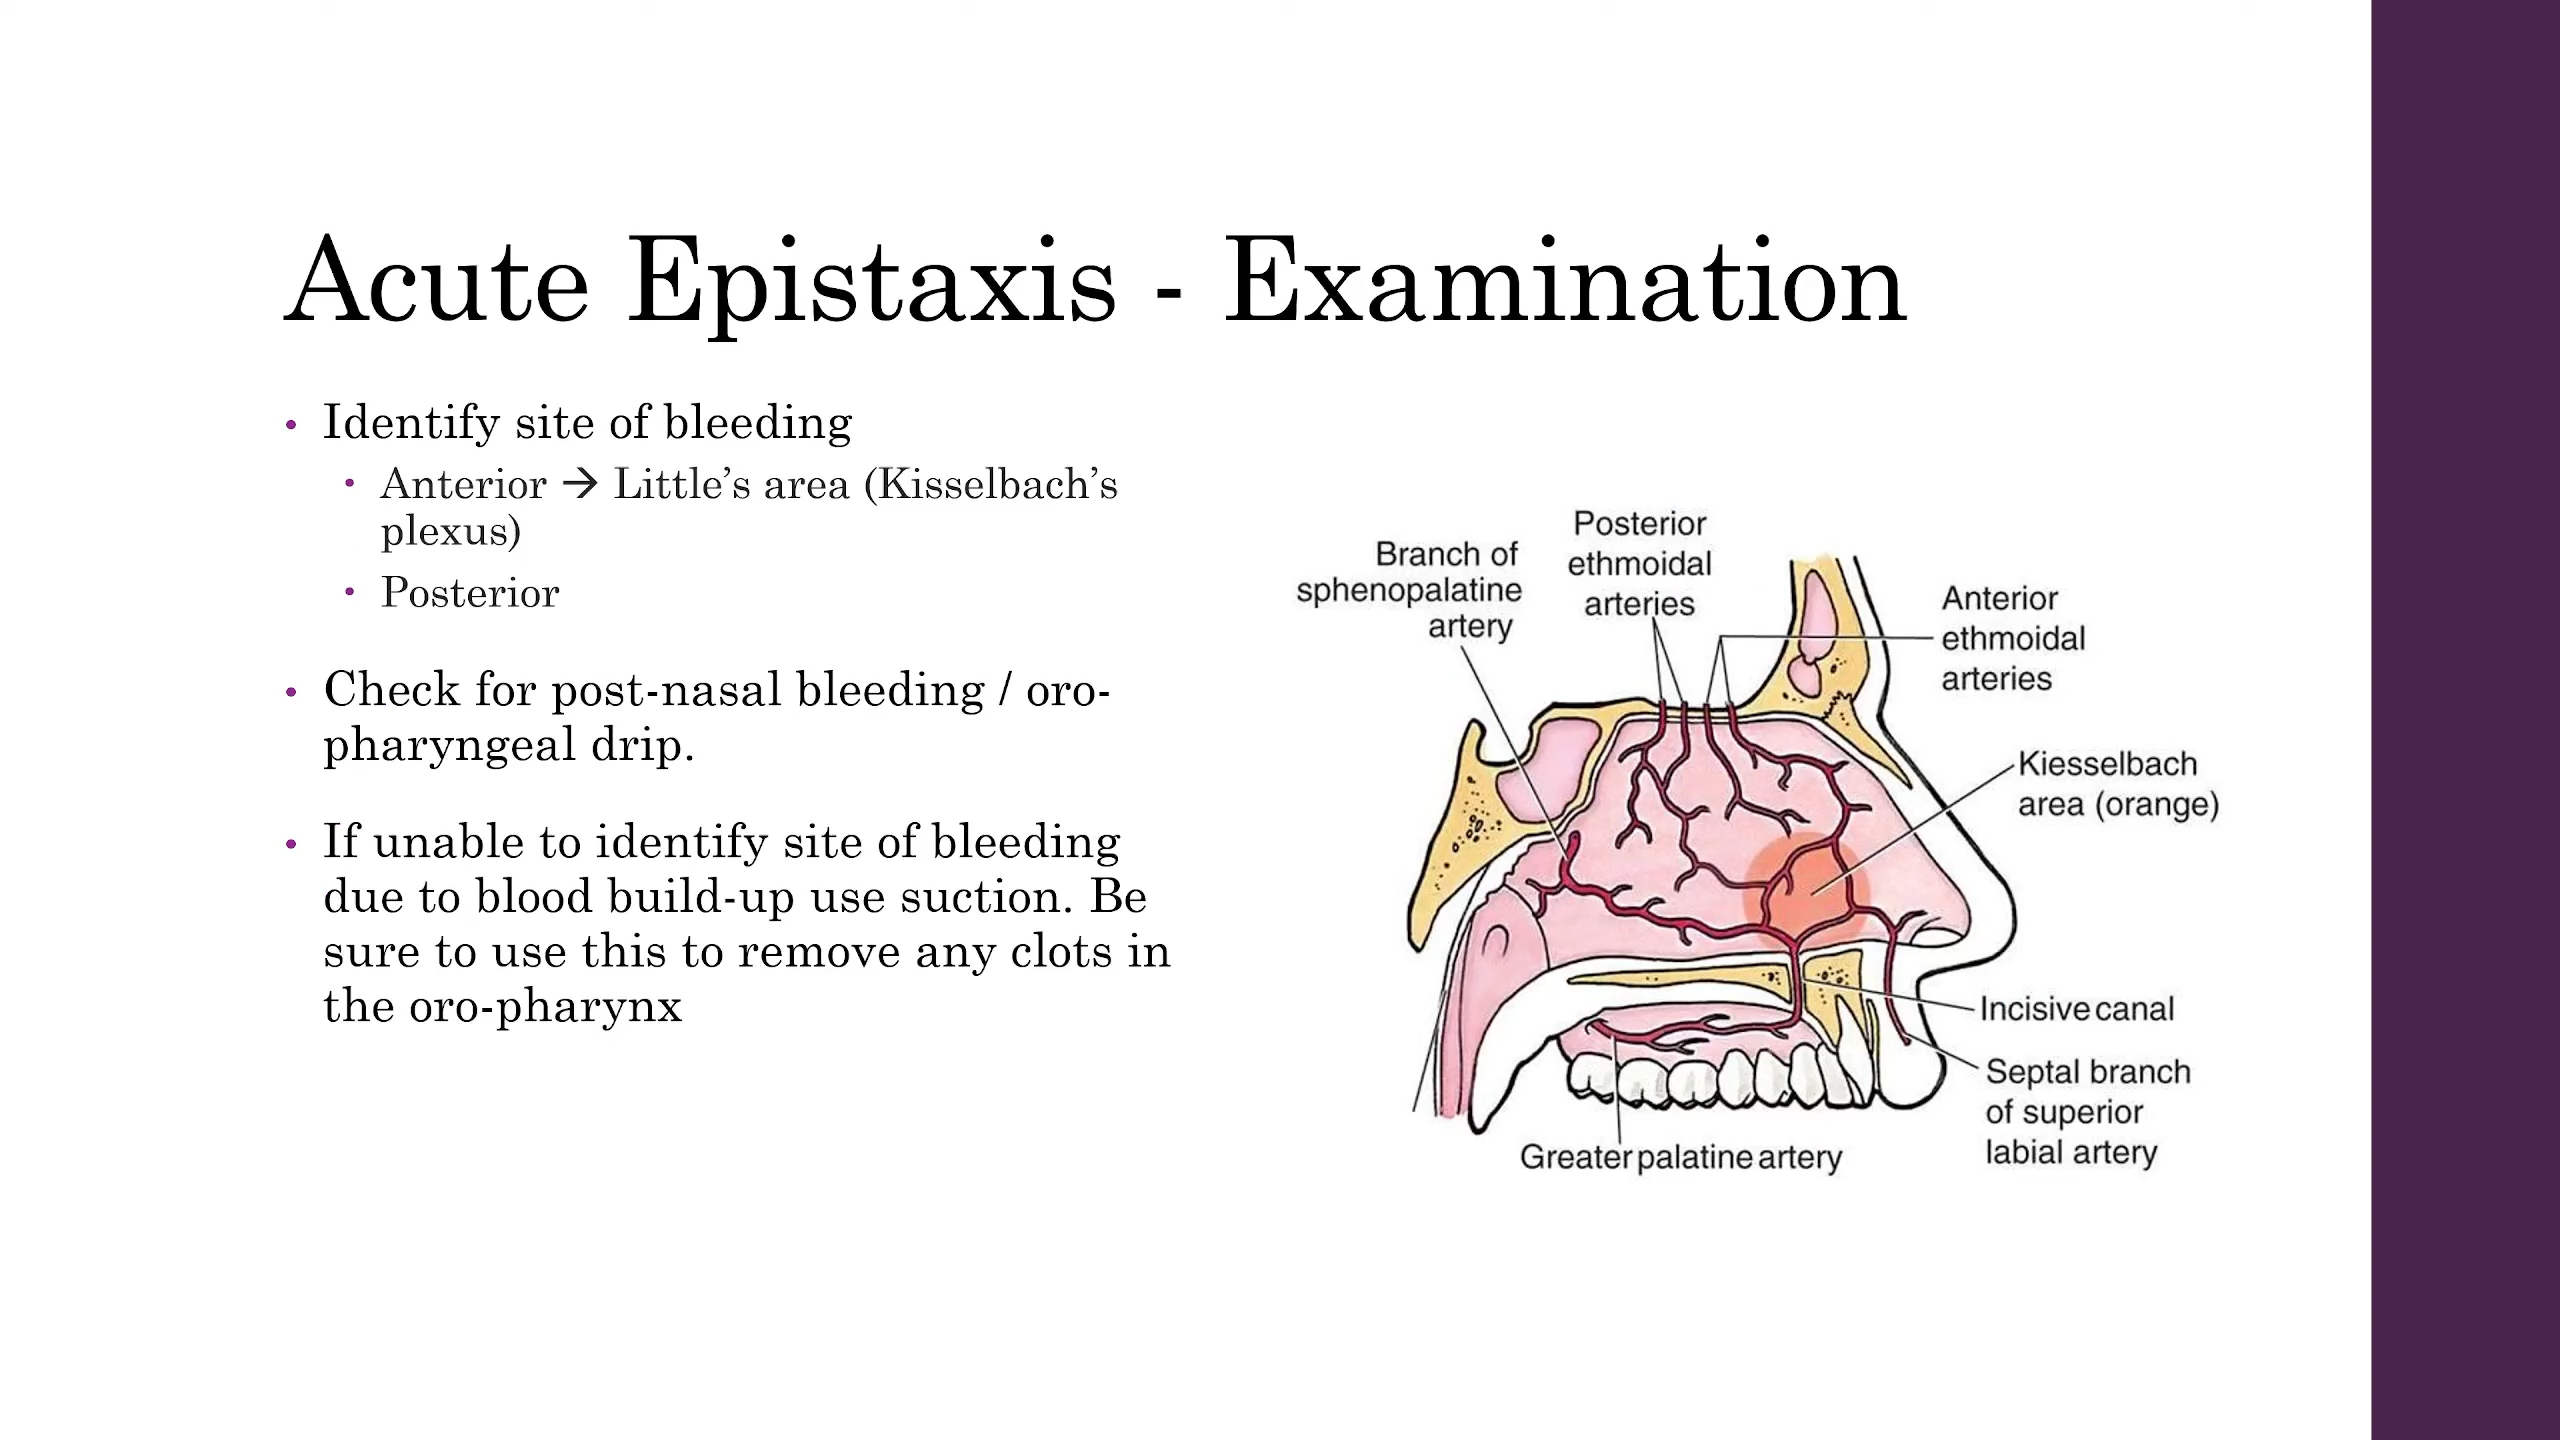 Acute Epistaxis - Examination
• Identify site of bleeding
• Anterior → Little’s area (Kisselbach’s
plexus)
• Posterior
• Check for post-nasal bleeding / oro-
pharyngeal drip.
• If unable to identify site of bleeding
due to blood build-up use suction. Be
sure to use this to remove any clots in
the oro-pharynx
Branch of
sphenopalatine
artery
Posterior
ethmoidal
arteries
Anterior
ethmoidal
arteries
Kiesselbach
area (orange)
Incisive canal
Septal branch
of superior
labial artery
Greater palatine artery